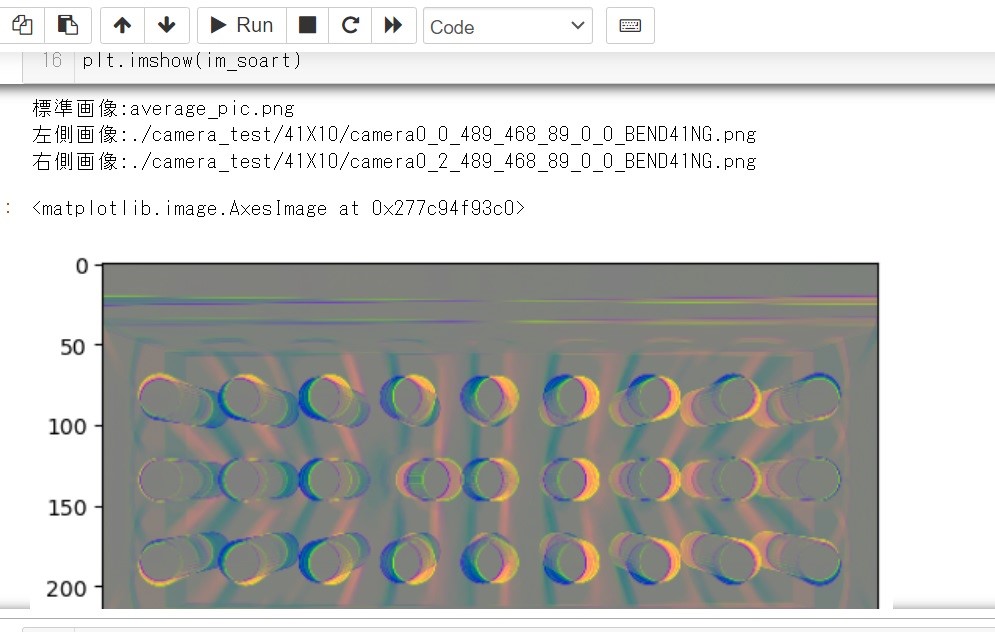 Run
Code
16 plt.imshow(im_soart)
標準画像:average_pic.png
左側画像:./camera_test/41X10/camera0_0_489_468_89_0_0_BEND41NG.png
右側画像:./camera_test/41X10/camera0_2_489_468_89_0_0_BEND41NG.png
: <matplotlib.image.AxesImage at 0x277c94f93c0>
0
50
100
150
200